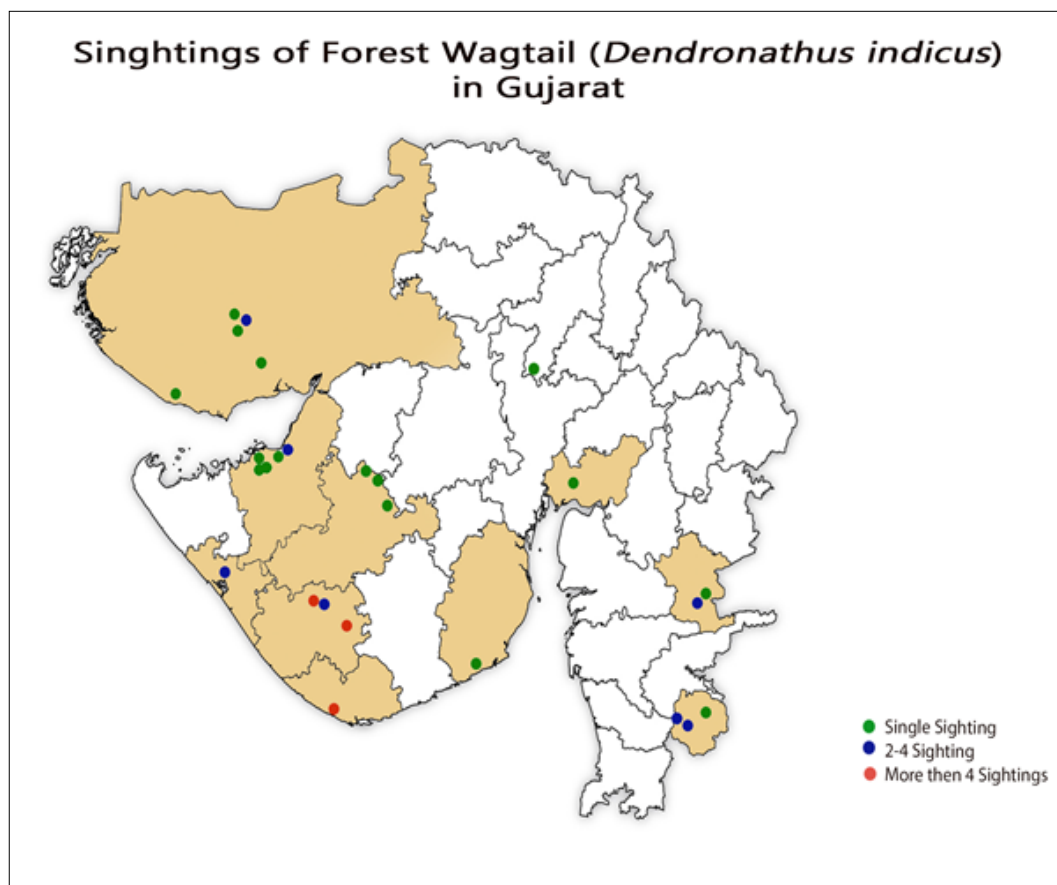 Singhtings of Forest Wagtail (Dendronathus indicus)
in Gujarat
Single Sighting
2-4 Sighting
More then 4 Sightings